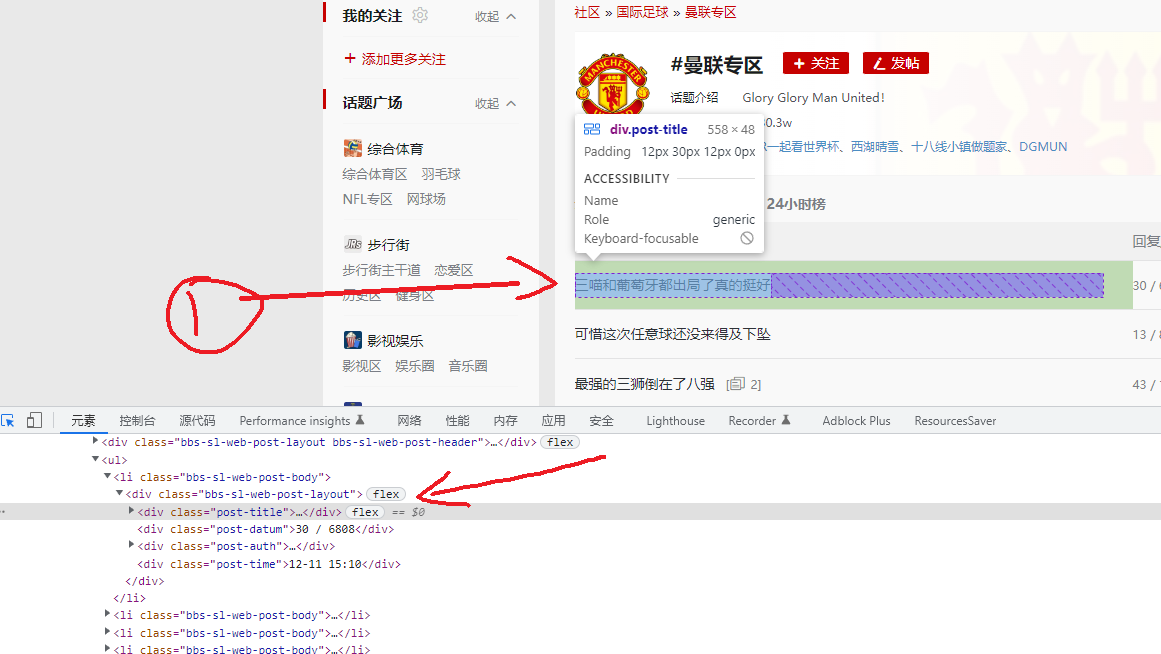 我的关注 收起
社区 » 国际足球 » 曼联专区
+ 添加更多关注
#曼联专区 + 关注 发帖
话题广场 收起
话题介绍 Glory Glory Man United!
div.post-title 558 × 48
0.3w
综合体育
Padding 12px 30px 12px 0px
一起看世界杯、西湖晴雪、十八线小镇做题家、DGMUN
综合体育区 羽毛球
ACCESSIBILITY
NFL专区 网球场
Name
24小时榜
Role generic
JRs 步行街
Keyboard-focusable
回复
步行街主干道 恋爱区
历史区 健身区
三喵和葡萄牙都出局了真的挺好
30 / 6
1
影视娱乐
可惜这次任意球还没来得及下坠 13 / 8
影视区 娱乐圈 音乐圈
最强的三狮倒在了八强 [ 2] 43 / 1
元素 控制台 源代码 Performance insights 网络 性能 内存 应用 安全 Lighthouse Recorder Adblock Plus ResourcesSaver
<div class="bbs-sl-web-post-layout bbs-sl-web-post-header">…</div> flex
<ul>
<li class="bbs-sl-web-post-body">
<div class="bbs-sl-web-post-layout"> flex
<div class="post-title">…</div> flex == $0
<div class="post-datum">30 / 6808</div>
<div class="post-auth">…</div>
<div class="post-time">12-11 15:10</div>
</div>
</li>
<li class="bbs-sl-web-post-body">…</li>
<li class="bbs-sl-web-post-body">…</li>
<li class="bbs-sl-web-post-body">…</li>